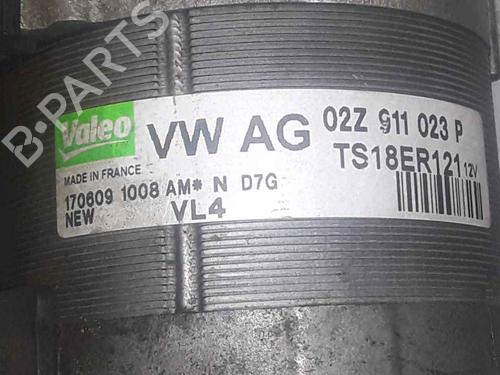 B-PARTS
Valeo
VW AG
02Z 911 023 P
TS18ER121 12V
MADE IN FRANCE
170609 1008 AM* N D7G
NEW
VL4